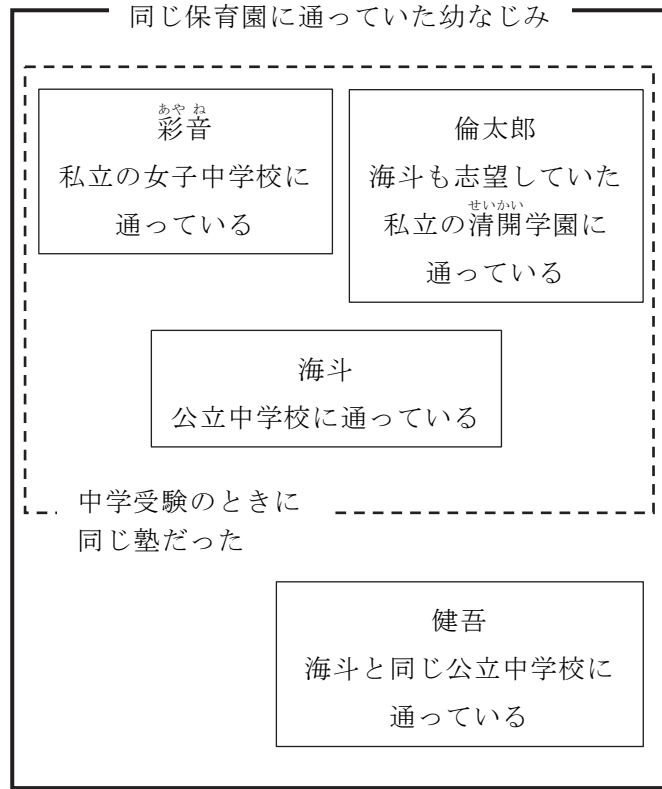 同じ保育園に通っていた幼なじみ
あやね
彩音
私立の女子中学校に
通っている
倫太郎
海斗も志望していた
せいかい
私立の清開学園に
通っている
海斗
公立中学校に通っている
中学受験のときに
同じ塾だった
健吾
海斗と同じ公立中学校に
通っている